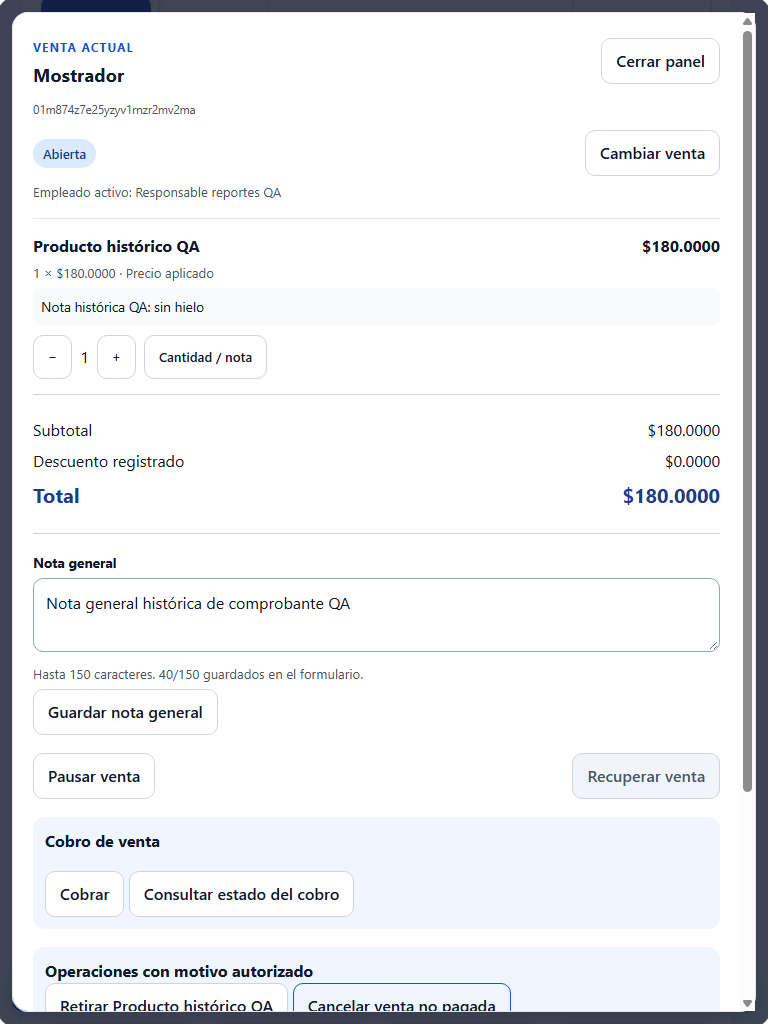 VENTA ACTUAL
Mostrador
Cerrar panel
01m874z7e25yzyv1rnzr2mv2ma
Abierta
Cambiar venta
Empleado activo: Responsable reportes QA
Producto histórico QA $180.0000
1 × $180.0000 · Precio aplicado
Nota histórica QA: sin hielo
− 1 + Cantidad / nota
Subtotal $180.0000
Descuento registrado $0.0000
Total $180.0000
Nota general
Nota general histórica de comprobante QA
Hasta 150 caracteres. 40/150 guardados en el formulario.
Guardar nota general
Pausar venta Recuperar venta
Cobro de venta
Cobrar Consultar estado del cobro
Operaciones con motivo autorizado
Retirar Producto histórico QA Cancelar venta no pagada